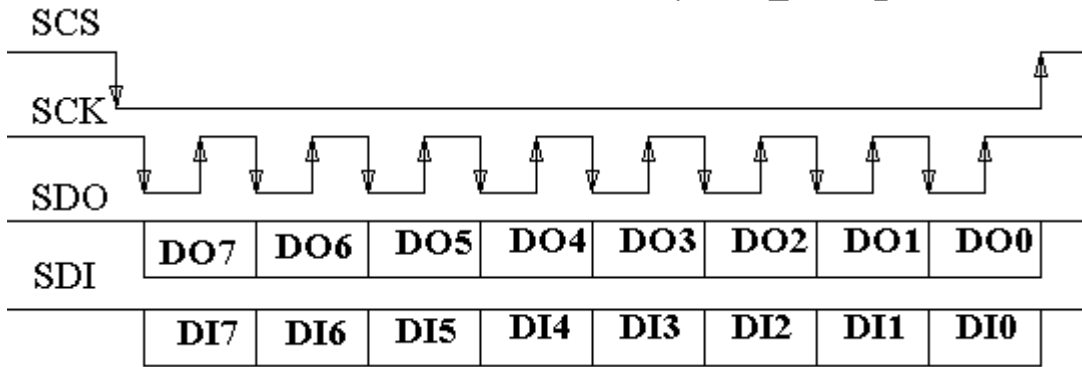 SCS
SCK
SDO
DO7 DO6 DO5 DO4 DO3 DO2 DO1 DO0
SDI
DI7 DI6 DI5 DI4 DI3 DI2 DI1 DI0